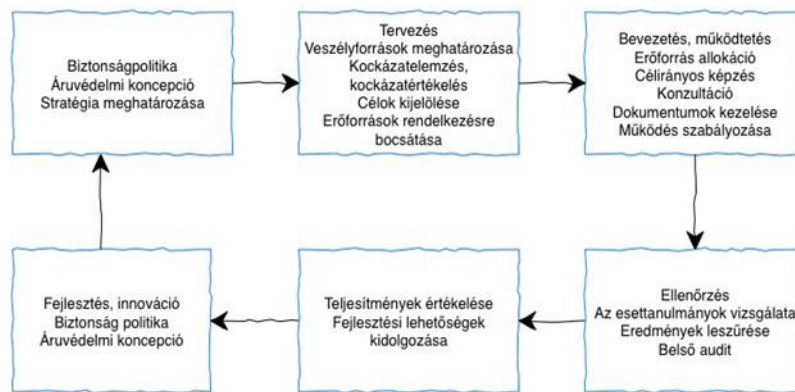 Biztonságpolitika
Áruvédelmi koncepció
Stratégia meghatározása
Tervezés
Veszélyforrások meghatározása
Kockázatelemzés,
kockázatértékelés
Célok kijelölése
Erőforrások rendelkezésre
bocsátása
Bevezetés, működtetés
Erőforrás allokáció
Célirányos képzés
Konzultáció
Dokumentumok kezelése
Működés szabályozása
Ellenőrzés
Az esettanulmányok vizsgálata
Eredmények leszűrése
Belső audit
Teljesítmények értékelése
Fejlesztési lehetőségek
kidolgozása
Fejlesztés, innováció
Biztonság politika
Áruvédelmi koncepció